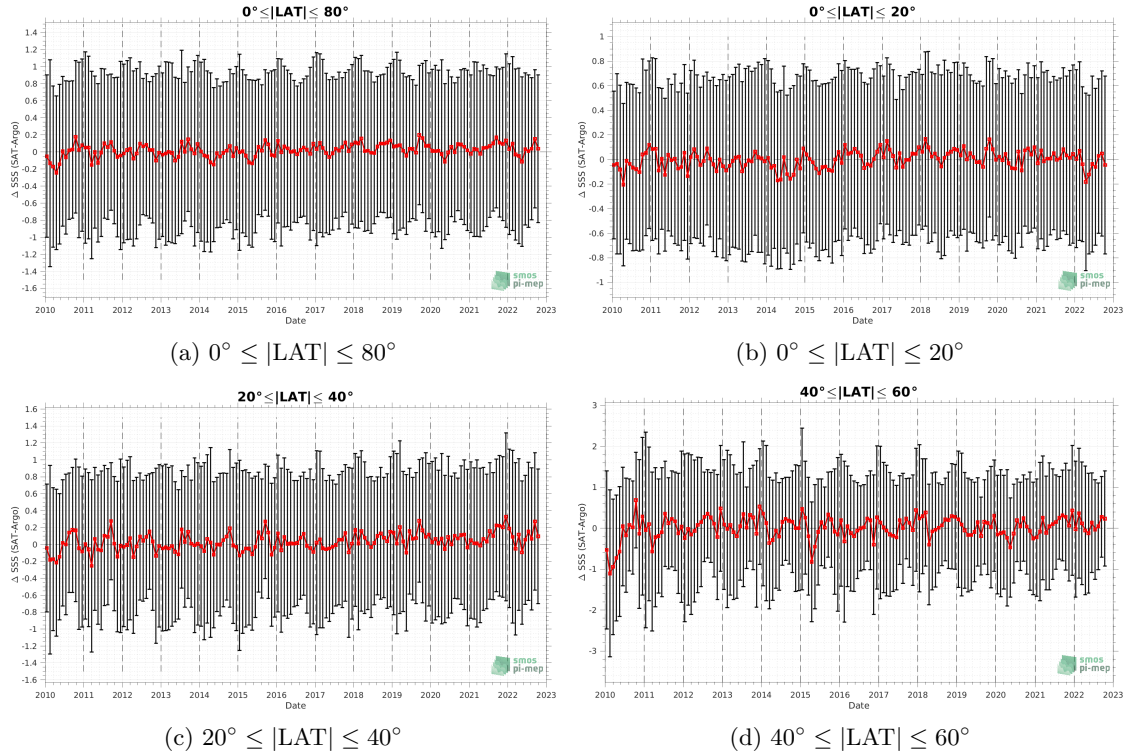 0°≤|LAT|≤ 80°
Δ SSS (SAT-Argo)
1.4
1.2
1
0.8
0.6
0.4
0.2
0
-0.2
-0.4
-0.6
-0.8
-1
-1.2
-1.4
-1.6
smos
pi-mep
2010 2011 2012 2013 2014 2015 2016 2017 2018 2019 2020 2021 2022 2023
Date
(a) 0° ≤ |LAT| ≤ 80°
0°≤|LAT|≤ 20°
Δ SSS (SAT-Argo)
1
0.8
0.6
0.4
0.2
0
-0.2
-0.4
-0.6
-0.8
-1
smos
pi-mep
2010 2011 2012 2013 2014 2015 2016 2017 2018 2019 2020 2021 2022 2023
Date
(b) 0° ≤ |LAT| ≤ 20°
20°≤|LAT|≤ 40°
Δ SSS (SAT-Argo)
1.6
1.4
1.2
1
0.8
0.6
0.4
0.2
0
-0.2
-0.4
-0.6
-0.8
-1
-1.2
-1.4
-1.6
smos
pi-mep
2010 2011 2012 2013 2014 2015 2016 2017 2018 2019 2020 2021 2022 2023
Date
(c) 20° ≤ |LAT| ≤ 40°
40°≤|LAT|≤ 60°
Δ SSS (SAT-Argo)
3
2
1
0
-1
-2
-3
smos
pi-mep
2010 2011 2012 2013 2014 2015 2016 2017 2018 2019 2020 2021 2022 2023
Date
(d) 40° ≤ |LAT| ≤ 60°